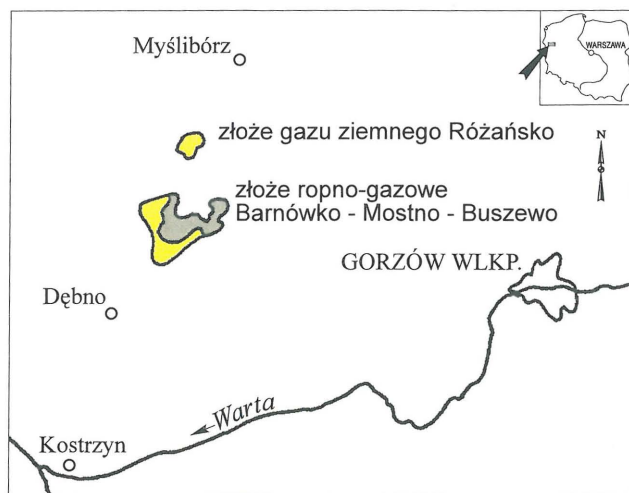 Myślibórz
WARSZAWA
złoże gazu ziemnego Różańsko
N
złoże ropno-gazowe
Barnówko - Mostno - Buszewo
GORZÓW WLKP.
Dębno
Warta
Kostrzyn